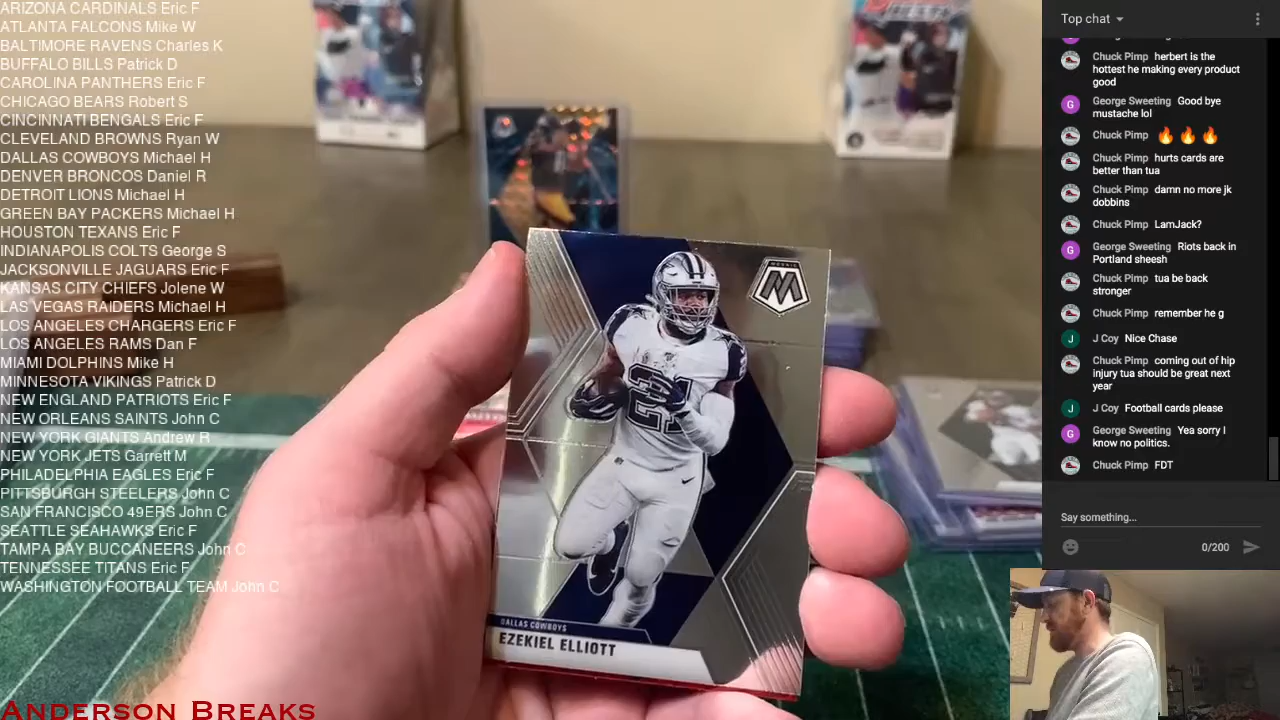 ARIZONA CARDINALS Eric F
ATLANTA FALCONS Mike W
BALTIMORE RAVENS Charles K
BUFFALO BILLS Patrick D
CAROLINA PANTHERS Eric F
CHICAGO BEARS Robert S
CINCINNATI BENGALS Eric F
CLEVELAND BROWNS Ryan W
DALLAS COWBOYS Michael H
DENVER BRONCOS Daniel R
DETROIT LIONS Michael H
GREEN BAY PACKERS Michael H
HOUSTON TEXANS Eric F
INDIANAPOLIS COLTS George S
JACKSONVILLE JAGUARS Eric F
KANSAS CITY CHIEFS Jolene W
LAS VEGAS RAIDERS Michael H
LOS ANGELES CHARGERS Eric F
LOS ANGELES RAMS Dan F
MIAMI DOLPHINS Mike H
MINNESOTA VIKINGS Patrick D
NEW ENGLAND PATRIOTS Eric F
NEW ORLEANS SAINTS John C
NEW YORK GIANTS Andrew R
NEW YORK JETS Garrett M
PHILADELPHIA EAGLES Eric F
PITTSBURGH STEELERS John C
SAN FRANCISCO 49ERS John C
SEATTLE SEAHAWKS Eric F
TAMPA BAY BUCCANEERS John C
TENNESSEE TITANS Eric F
WASHINGTON FOOTBALL TEAM John C
Anderson Breaks
MOSAIC
M
21
DALLAS COWBOYS
EZEKIEL ELLIOTT
Top chat
Chuck Pimp herbert is the
hottest he making every product
good
G
George Sweeting Good bye
mustache lol
Chuck Pimp 🔥 🔥 🔥
Chuck Pimp hurts cards are
better than tua
Chuck Pimp damn no more jk
dobbins
Chuck Pimp LamJack?
G
George Sweeting Riots back in
Portland sheesh
Chuck Pimp tua be back
stronger
Chuck Pimp remember he g
J
J Coy Nice Chase
Chuck Pimp coming out of hip
injury tua should be great next
year
J
J Coy Football cards please
G
George Sweeting Yea sorry I
know no politics.
Chuck Pimp FDT
Say something...
0/200